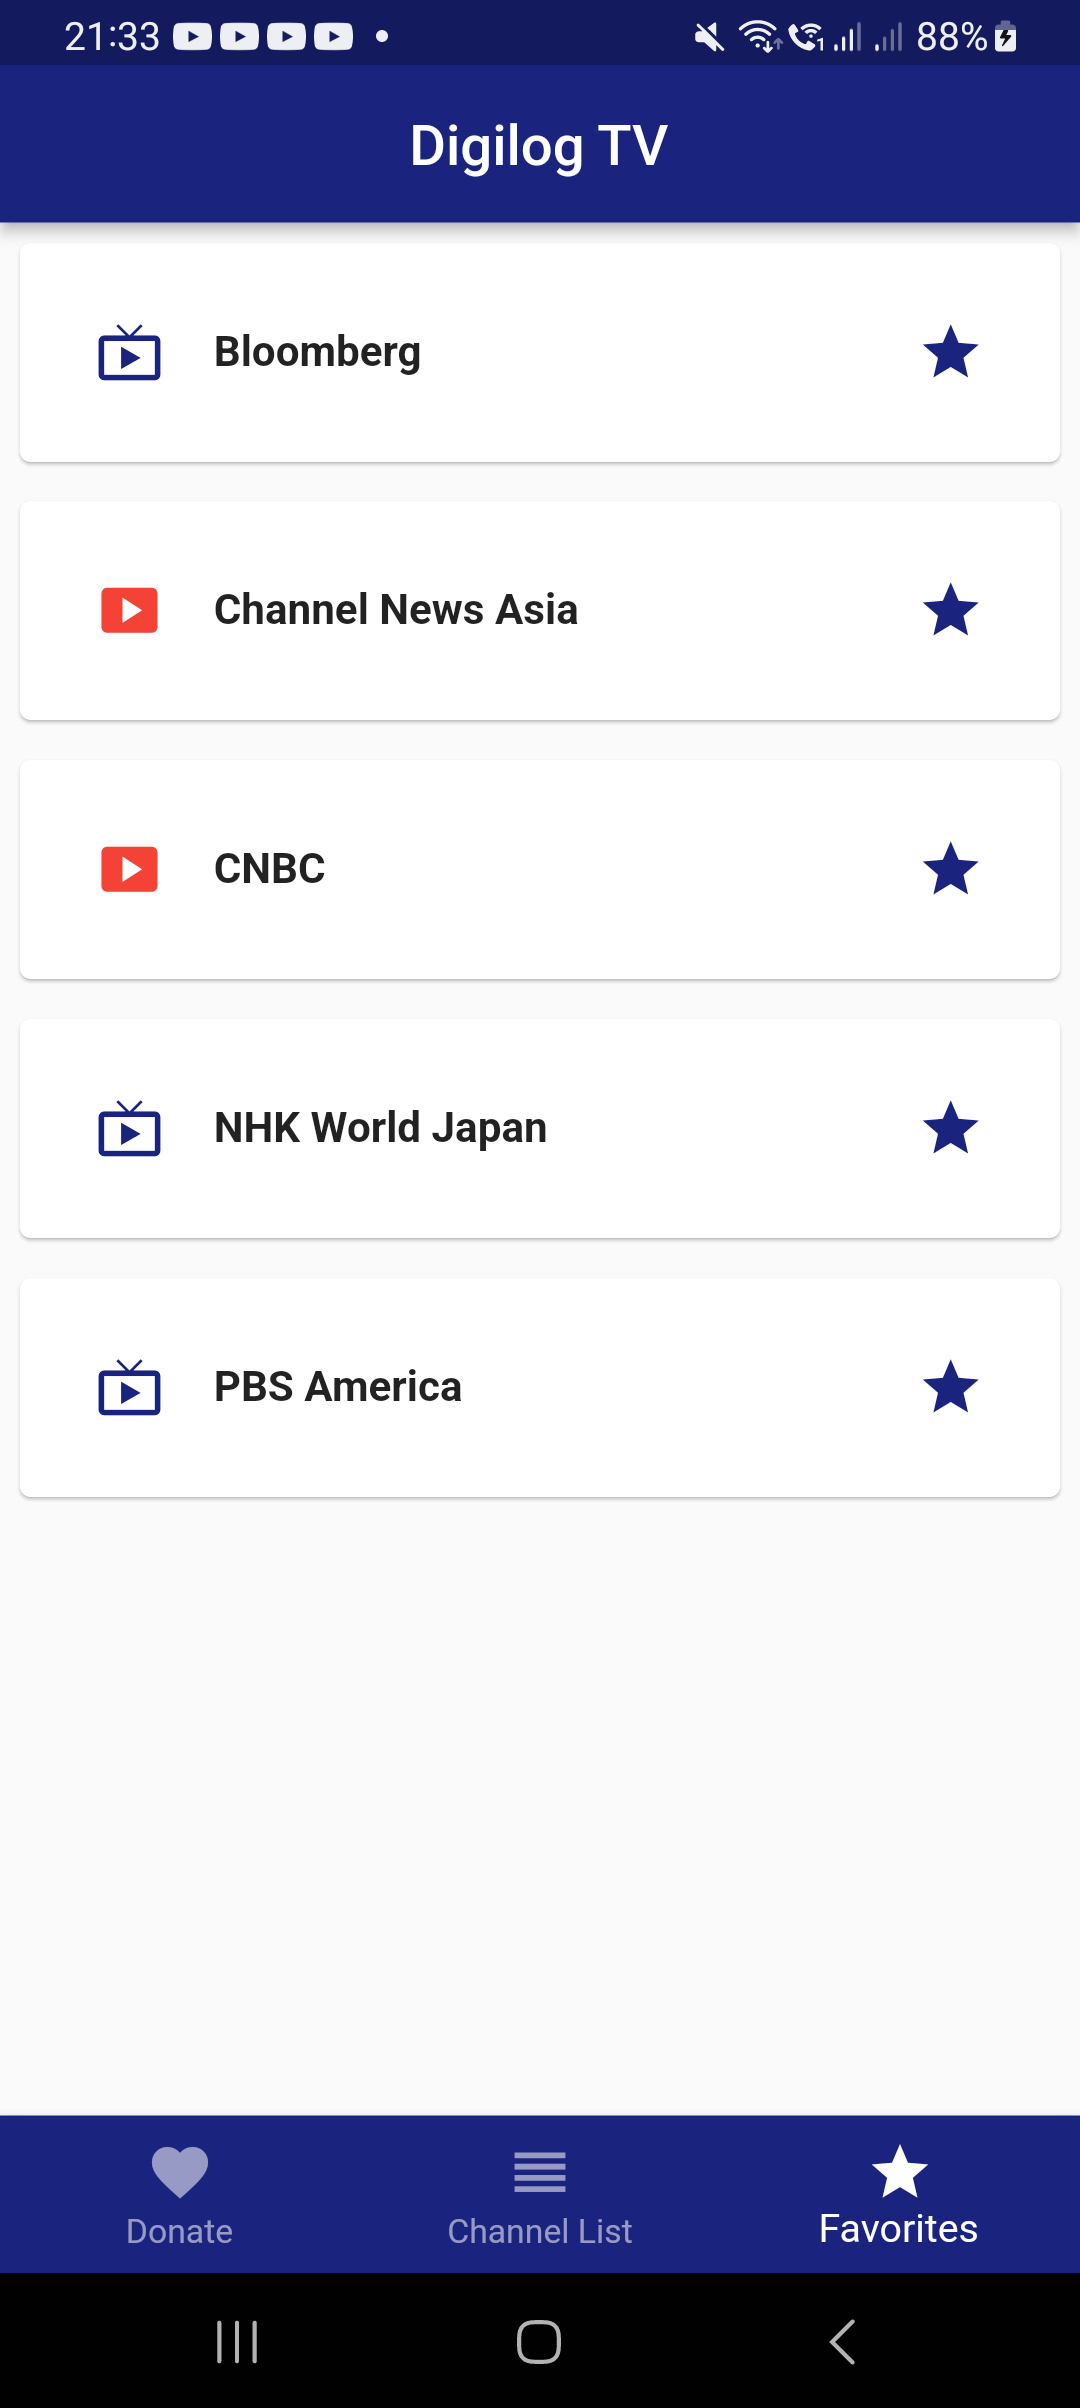 21:33
88%
Digilog TV
Bloomberg
Channel News Asia
CNBC
NHK World Japan
PBS America
Donate
Channel List
Favorites